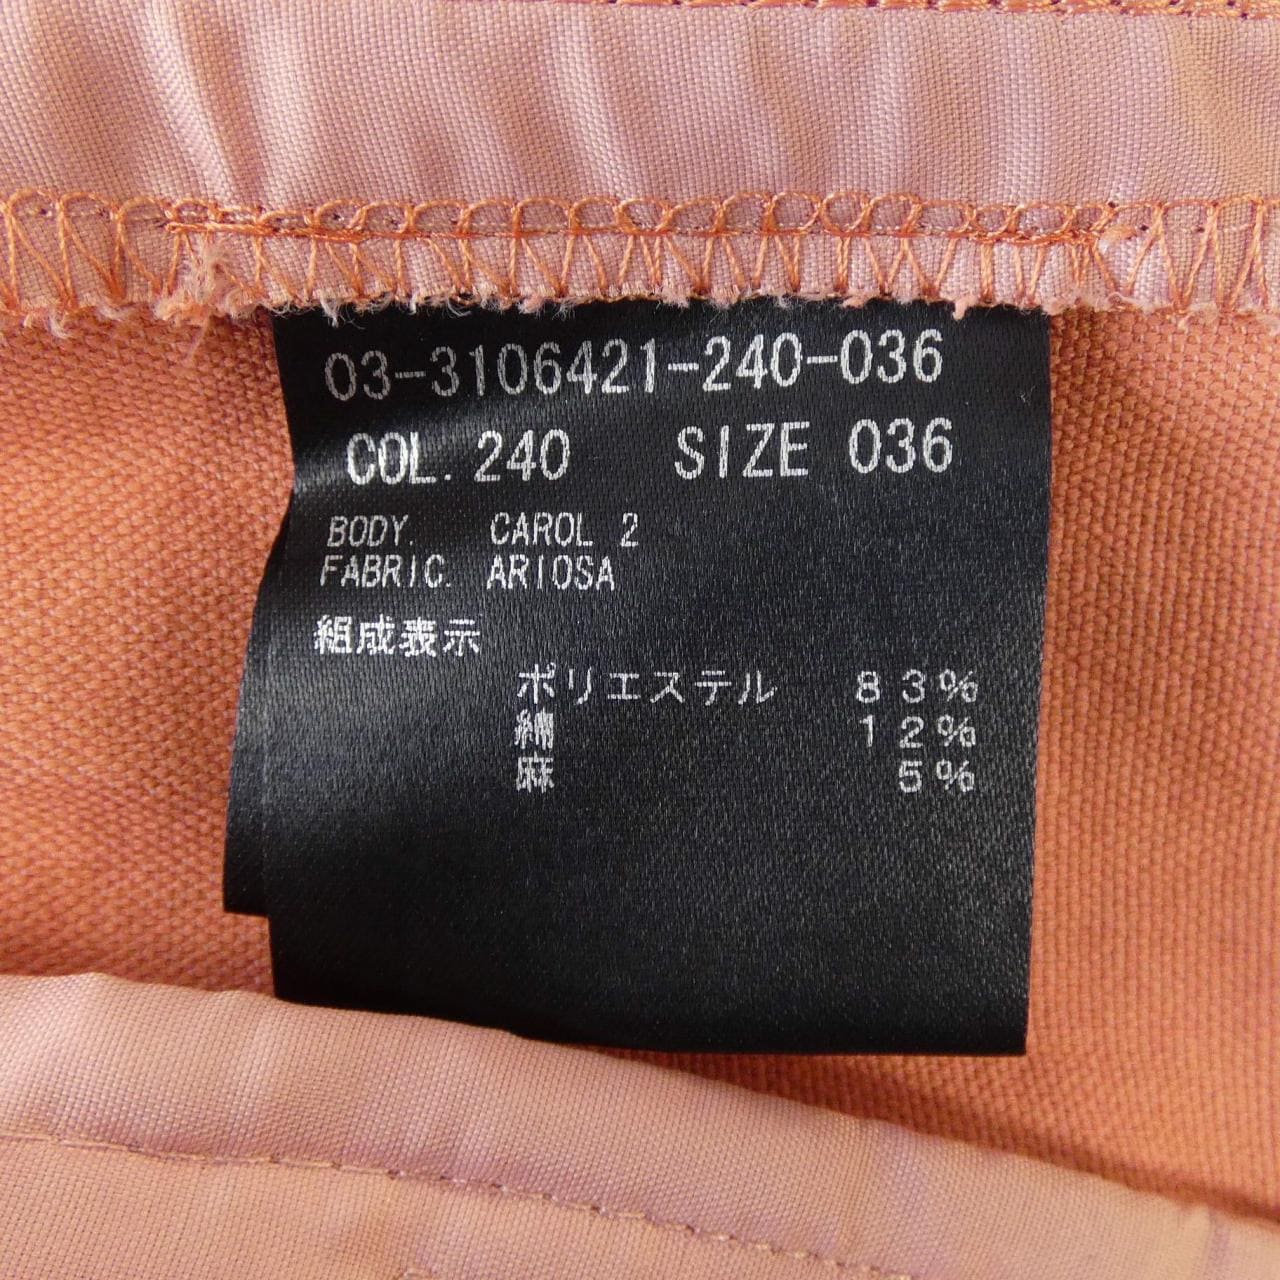 03-3106421-240-036
COL. 240 SIZE 036
BODY. CAROL 2
FABRIC. ARIOSA
組成表示
ポリエステル 83%
綿 12%
麻 5%